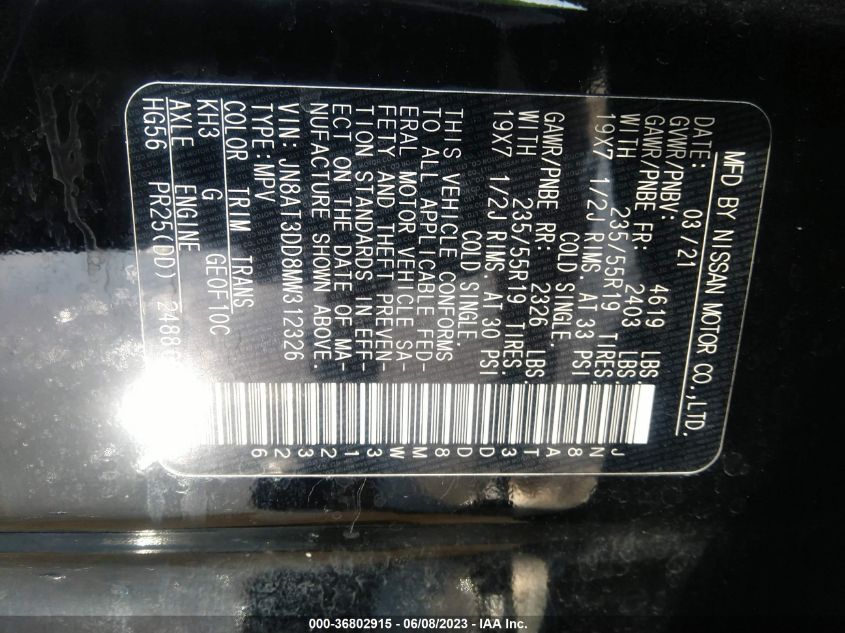 MFD BY NISSAN MOTOR CO.,LTD.
DATE: 03/21
GVWR/PNBV: 4619 LBS.
GAWR/PNBE FR: 2403 LBS.
WITH 235/55R19 TIRES.
19X7 1/2J RIMS AT 33 PSI
COLD SINGLE.
GAWR/PNBE RR: 2326 LBS.
WITH 235/55R19 TIRES.
19X7 1/2J RIMS AT 30 PSI
COLD SINGLE.
THIS VEHICLE CONFORMS
TO ALL APPLICABLE FED-
ERAL MOTOR VEHICLE SA-
FETY AND THEFT PREVEN-
TION STANDARDS IN EFF-
ECT ON THE DATE OF MA-
NUFACTURE SHOWN ABOVE.
VIN: JN8AT3DD8MW312326
TYPE:MPV
COLOR TRIM TRANS
KH3 G GE0F10C
AXLE ENGINE
HG56 PR25(DD) 2488
JN8AT3DD8MW312326
000-36802915 - 06/08/2023 - IAA Inc.